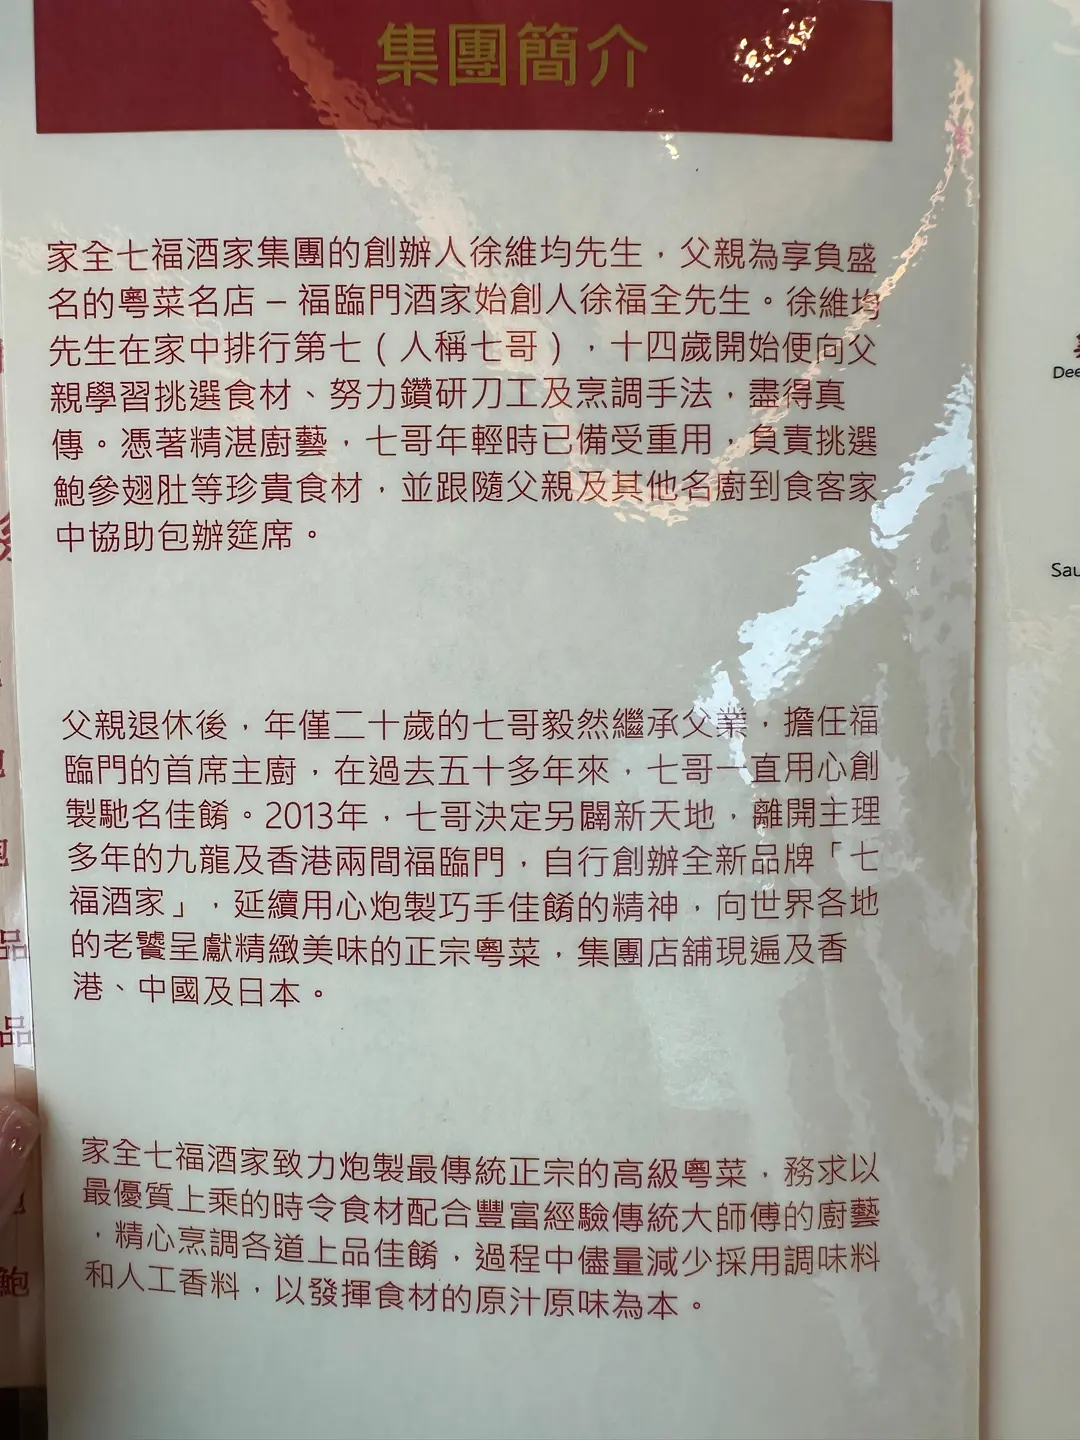 集團簡介
家全七福酒家集團的創辦人徐維均先生，父親為享負盛
名的粵菜名店 – 福臨門酒家始創人徐福全先生。徐維均
先生在家中排行第七（人稱七哥），十四歲開始便向父
親學習挑選食材、努力鑽研刀工及烹調手法，盡得真
傳。憑著精湛廚藝，七哥年輕時已備受重用，負責挑選
鮑參翅肚等珍貴食材，並跟隨父親及其他名廚到食客家
中協助包辦筵席。
父親退休後，年僅二十歲的七哥毅然繼承父業，擔任福
臨門的首席主廚，在過去五十多年來，七哥一直用心創
製馳名佳餚。2013年，七哥決定另闢新天地，離開主理
多年的九龍及香港兩間福臨門，自行創辦全新品牌「七
福酒家」，延續用心炮製巧手佳餚的精神，向世界各地
的老饕呈獻精緻美味的正宗粵菜，集團店舖現遍及香
港、中國及日本。
家全七福酒家致力炮製最傳統正宗的高級粵菜，務求以
最優質上乘的時令食材配合豐富經驗傳統大師傅的廚藝
，精心烹調各道上品佳餚，過程中儘量減少採用調味料
和人工香料，以發揮食材的原汁原味為本。
Dee
Sau
品
品
鮑